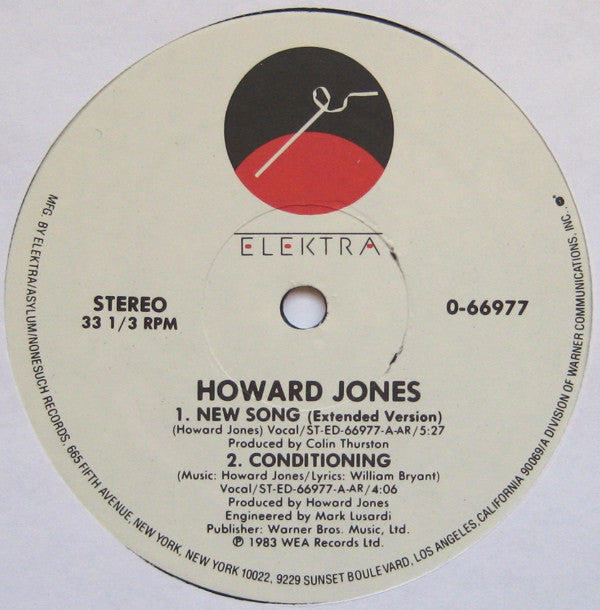 ELEKTRA
STEREO
33 1/3 RPM
0-66977
HOWARD JONES
1. NEW SONG (Extended Version)
(Howard Jones) Vocal/ST-ED-66977-A-AR/5:27
Produced by Colin Thurston
2. CONDITIONING
(Music: Howard Jones/Lyrics: William Bryant)
Vocal/ST-ED-66977-A-AR/4:06
Produced by Howard Jones
Engineered by Mark Lusardi
Publisher: Warner Bros. Music, Ltd.
℗ 1983 WEA Records Ltd.
MFG. BY ELEKTRA/ASYLUM/NONESUCH RECORDS, 665 FIFTH AVENUE, NEW YORK, NEW YORK 10022, 9229 SUNSET BOULEVARD, LOS ANGELES, CALIFORNIA 90069/A DIVISION OF WARNER COMMUNICATIONS, INC.